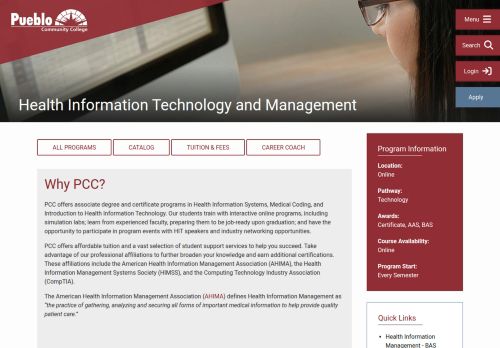 Pueblo
Community College
Menu
Search
Login
Apply
Health Information Technology and Management
ALL PROGRAMS
CATALOG
TUITION & FEES
CAREER COACH
Why PCC?
PCC offers associate degree and certificate programs in Health Information Systems, Medical Coding, and
Introduction to Health Information Technology. Our students train with interactive online programs, including
simulation labs; learn from experienced faculty, preparing them to be job-ready upon graduation; and have the
opportunity to participate in program events with HIT speakers and industry networking opportunities.
PCC offers affordable tuition and a vast selection of student support services to help you succeed. Take
advantage of our professional affiliations to further broaden your knowledge and earn additional certifications.
These affiliations include the American Health Information Management Association (AHIMA), the Health
Information Management Systems Society (HIMSS), and the Computing Technology Industry Association
(CompTIA).
The American Health Information Management Association (AHIMA) defines Health Information Management as
"the practice of gathering, analyzing and securing all forms of important medical information to help provide quality
patient care."
Program Information
Location:
Online
Pathway:
Technology
Awards:
Certificate, AAS, BAS
Course Availability:
Online
Program Start:
Every Semester
Quick Links
Health Information
Management - BAS